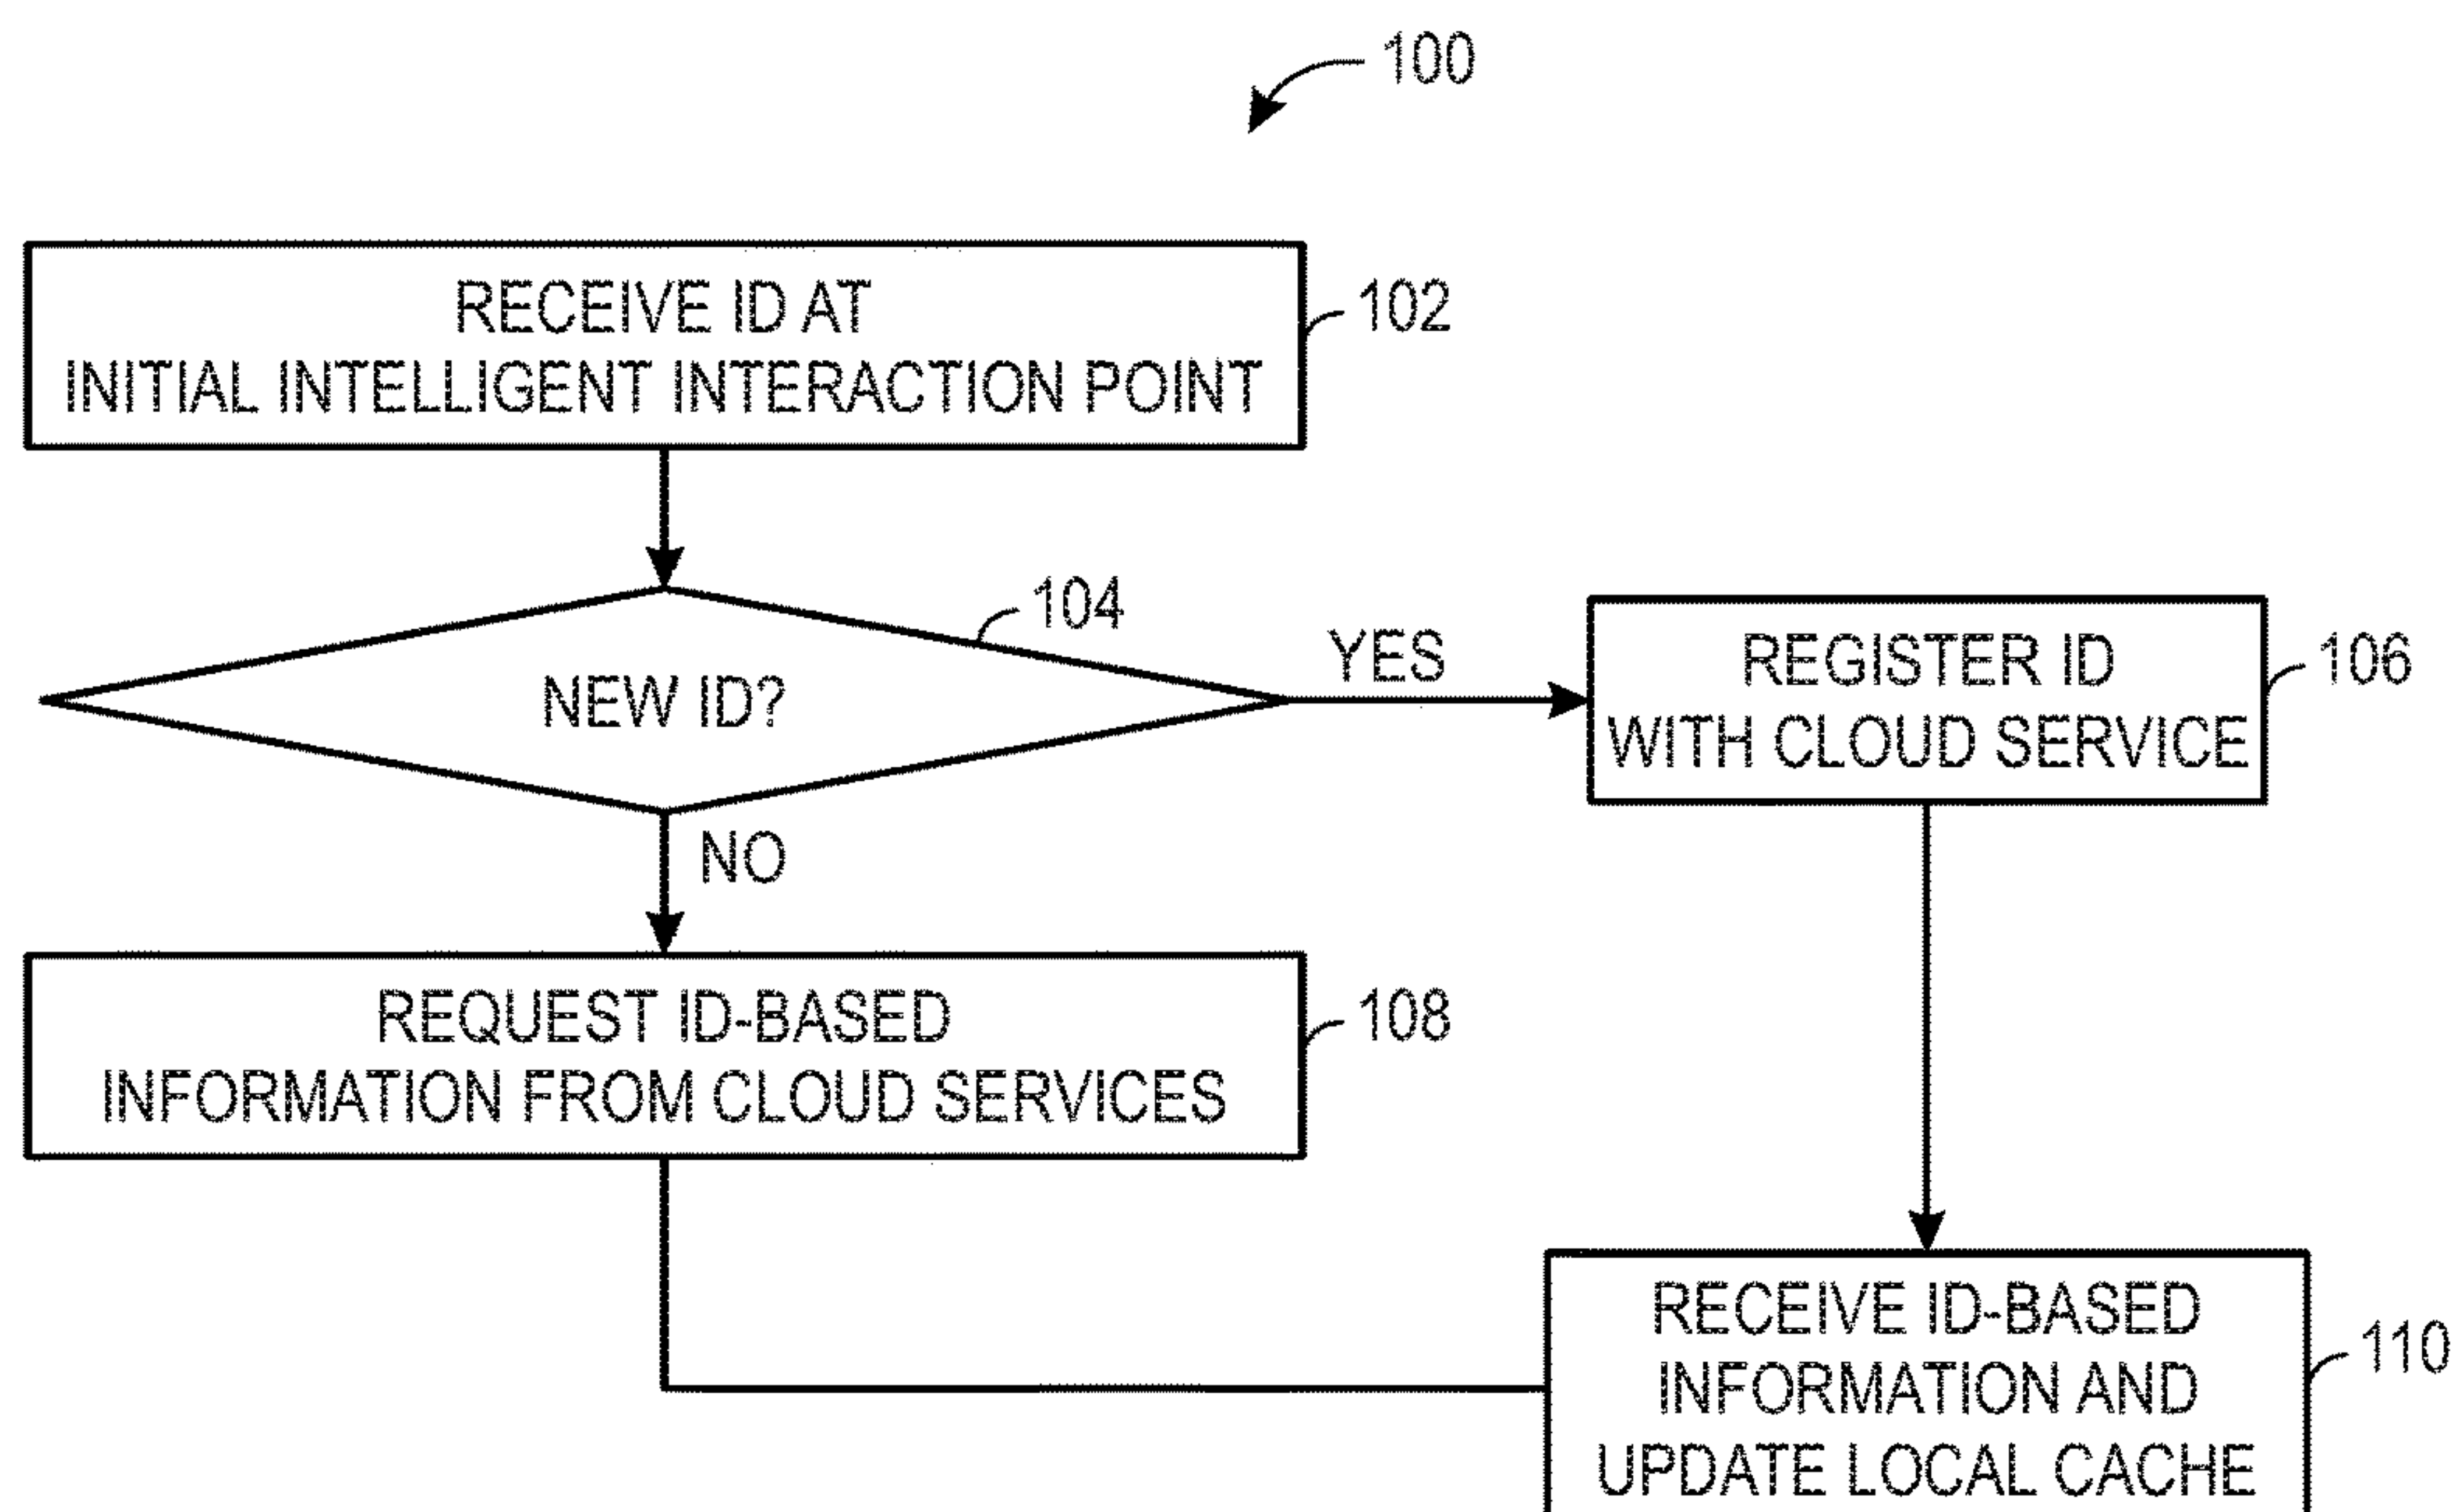 100
RECEIVE ID AT
INITIAL INTELLIGENT INTERACTION POINT
102
104
NEW ID?
YES
REGISTER ID
WITH CLOUD SERVICE
106
NO
REQUEST ID-BASED
INFORMATION FROM CLOUD SERVICES
108
RECEIVE ID-BASED
INFORMATION AND
UPDATE LOCAL CACHE
110